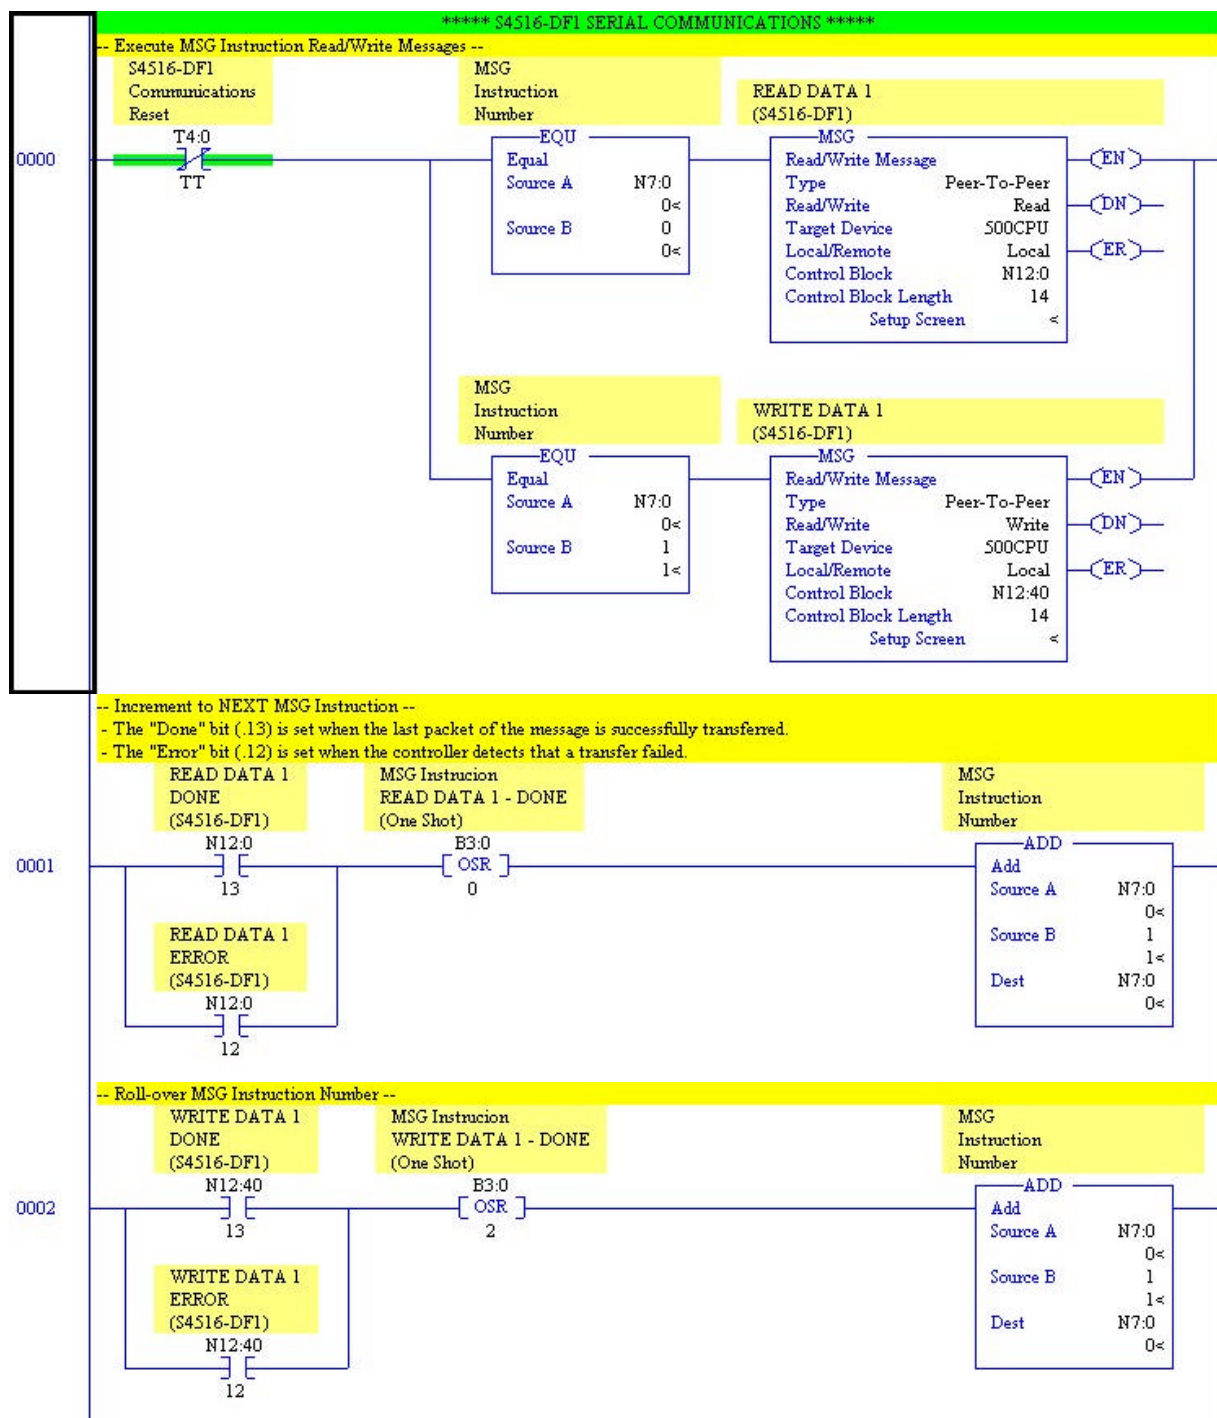 ***** S4516-DF1 SERIAL COMMUNICATIONS *****
-- Execute MSG Instruction Read/Write Messages --
S4516-DF1
Communications
Reset
T4:0
TT
0000
MSG
Instruction
Number
EQU
Equal
Source A N7:0
0<
Source B 0
0<
READ DATA 1
(S4516-DF1)
MSG
Read/Write Message
Type Peer-To-Peer
Read/Write Read
Target Device 500CPU
Local/Remote Local
Control Block N12:0
Control Block Length 14
Setup Screen <
EN
DN
ER
MSG
Instruction
Number
EQU
Equal
Source A N7:0
0<
Source B 1
1<
WRITE DATA 1
(S4516-DF1)
MSG
Read/Write Message
Type Peer-To-Peer
Read/Write Write
Target Device 500CPU
Local/Remote Local
Control Block N12:40
Control Block Length 14
Setup Screen <
EN
DN
ER
-- Increment to NEXT MSG Instruction --
- The "Done" bit (.13) is set when the last packet of the message is successfully transferred.
- The "Error" bit (.12) is set when the controller detects that a transfer failed.
READ DATA 1
DONE
(S4516-DF1)
N12:0
13
0001
READ DATA 1
ERROR
(S4516-DF1)
N12:0
12
MSG Instrucion
READ DATA 1 - DONE
(One Shot)
B3:0
OSR
0
MSG
Instruction
Number
ADD
Add
Source A N7:0
0<
Source B 1
1<
Dest N7:0
0<
-- Roll-over MSG Instruction Number --
WRITE DATA 1
DONE
(S4516-DF1)
N12:40
13
0002
WRITE DATA 1
ERROR
(S4516-DF1)
N12:40
12
MSG Instrucion
WRITE DATA 1 - DONE
(One Shot)
B3:0
OSR
2
MSG
Instruction
Number
ADD
Add
Source A N7:0
0<
Source B 1
1<
Dest N7:0
0<